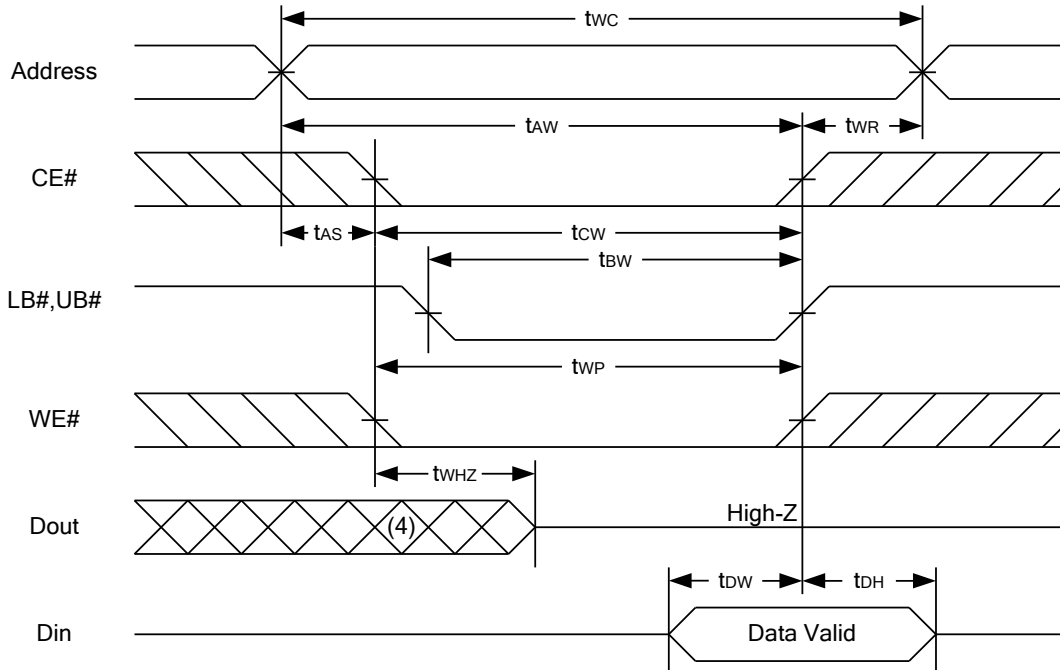 tWC
Address
tAW
tWR
CE#
tAS
tCW
tBW
LB#,UB#
tWP
WE#
tWHZ
Dout
(4)
High-Z
tDW
tDH
Din
Data Valid